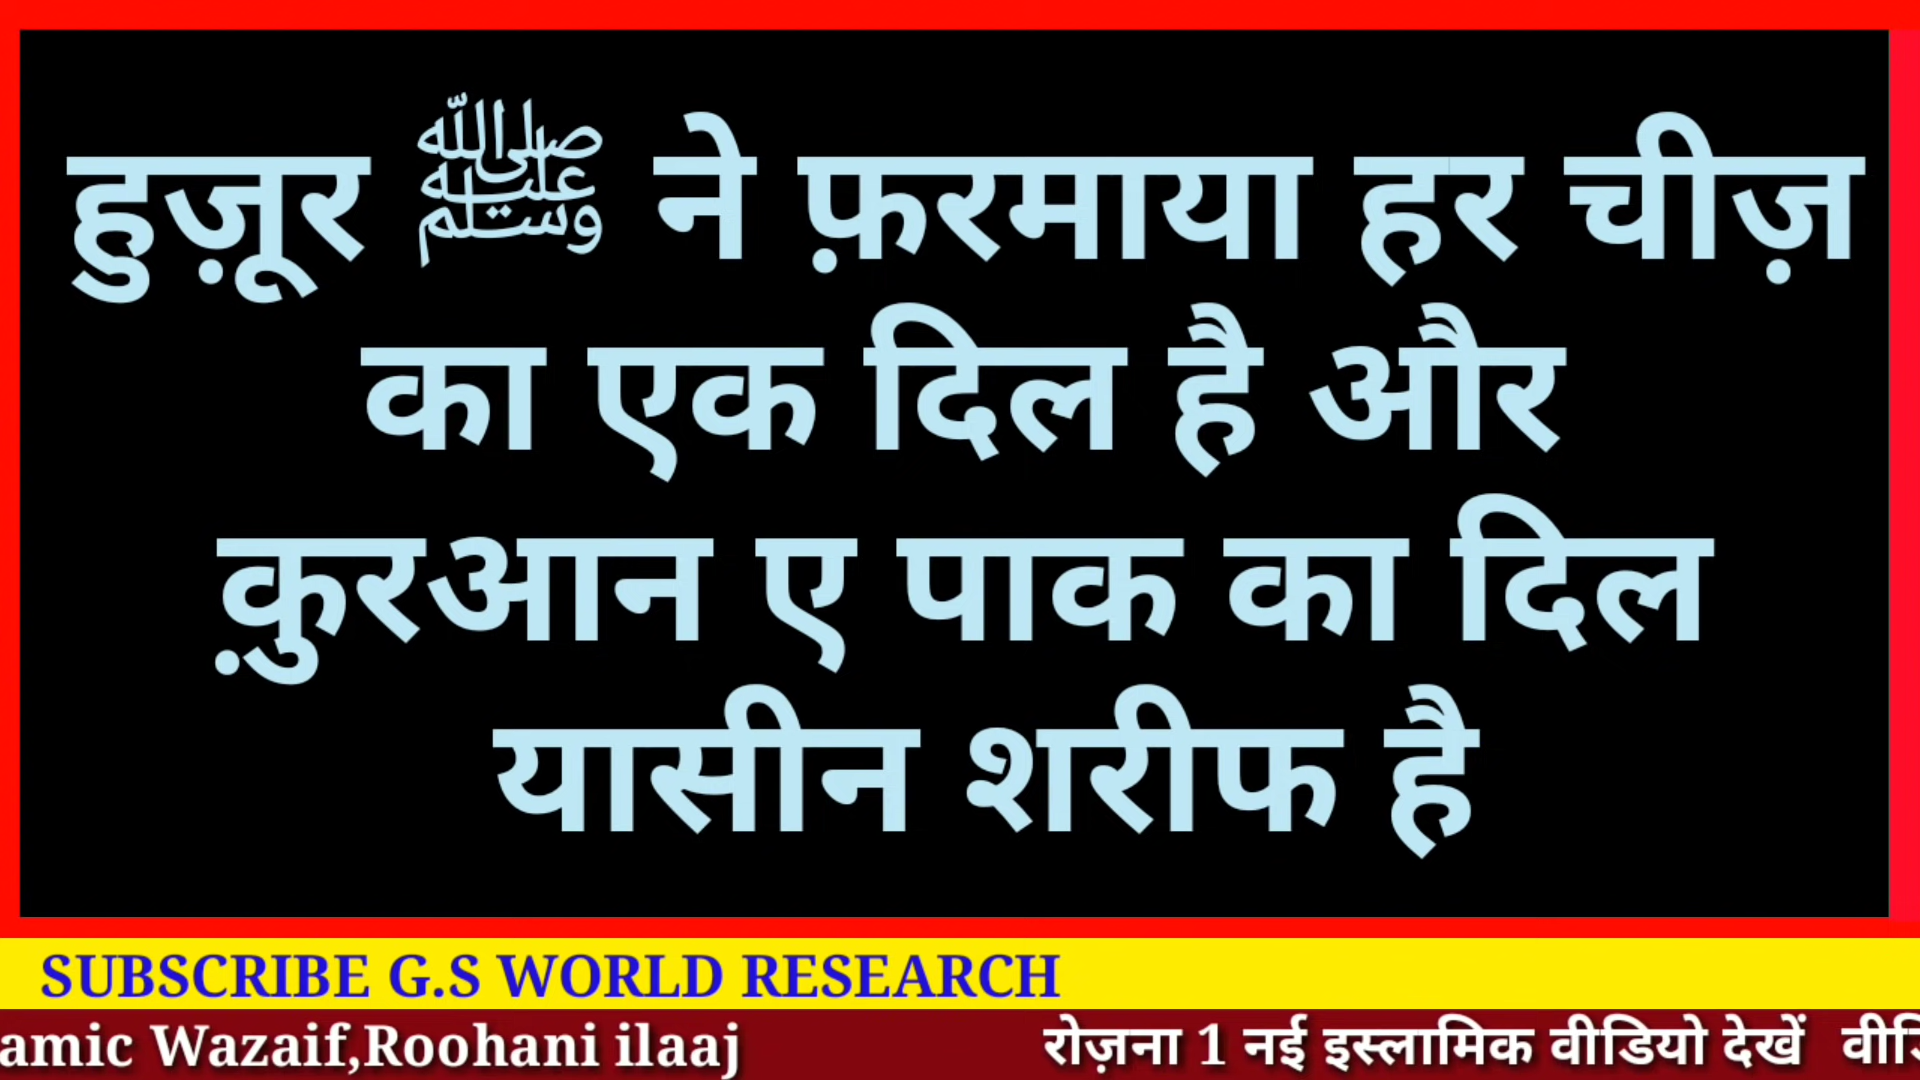 हुज़ूर ﷺ ने फ़रमाया हर चीज़
का एक दिल है और
क़ुरआन ए पाक का दिल
यासीन शरीफ है
SUBSCRIBE G.S WORLD RESEARCH
amic Wazaif,Roohani ilaaj रोज़ना 1 नई इस्लामिक वीडियो देखें